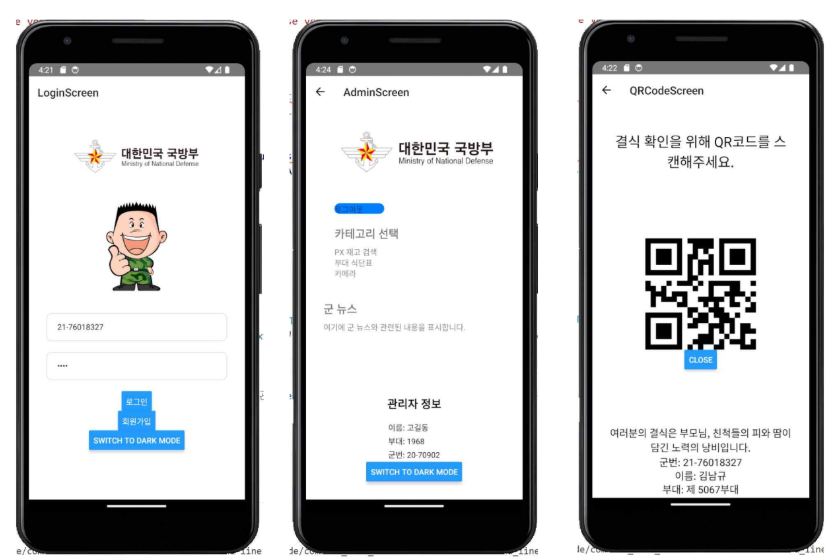 4:21
LoginScreen
대한민국 국방부
Ministry of National Defense
21-76018327
••••
로그인
회원가입
SWITCH TO DARK MODE
4:24
← AdminScreen
대한민국 국방부
Ministry of National Defense
로그아웃
카테고리 선택
PX 재고 검색
부대 식단표
카메라
군 뉴스
여기에 군 뉴스와 관련된 내용을 표시합니다.
관리자 정보
이름: 고길동
부대: 1968
군번: 20-70902
SWITCH TO DARK MODE
4:22
← QRCodeScreen
결식 확인을 위해 QR코드를 스
캔해주세요.
CLOSE
여러분의 결식은 부모님, 친척들의 피와 땀이
담긴 노력의 낭비입니다.
군번: 21-76018327
이름: 김남규
부대: 제 5067부대